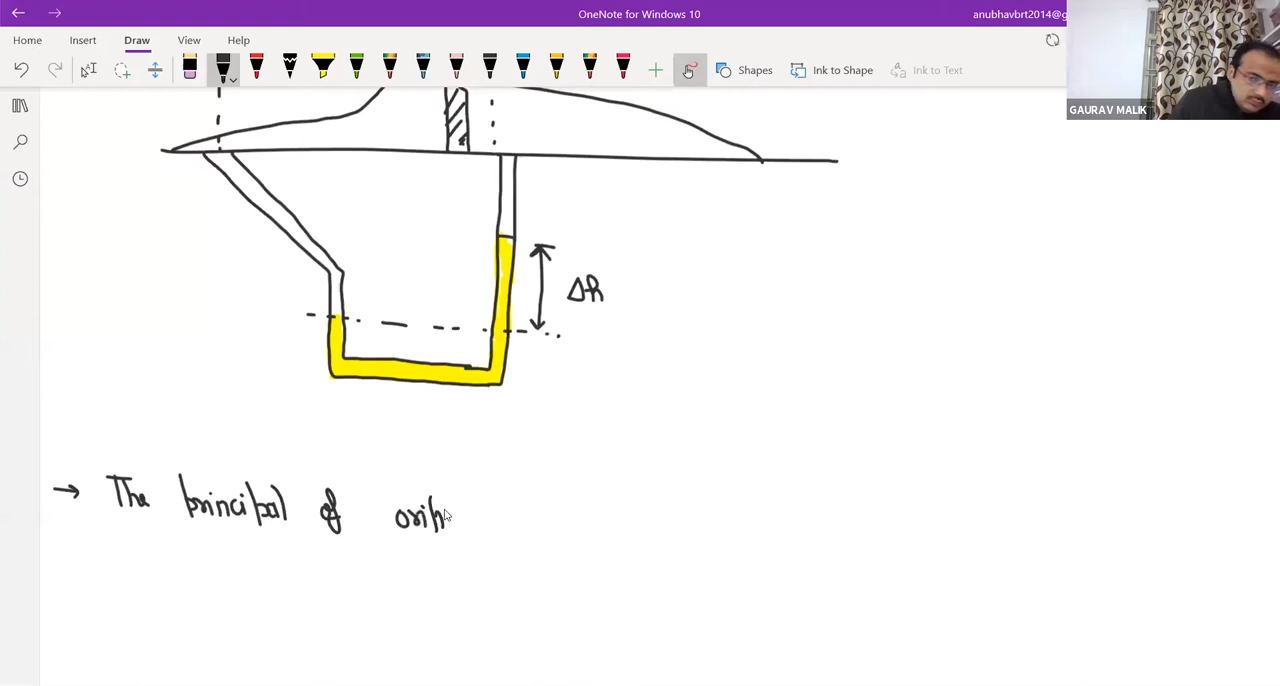 OneNote for Windows 10
anubhavbrt2014@g
Home Insert Draw View Help
Shapes Ink to Shape Ink to Text
GAURAV MALIK
Δh
→ The principal of